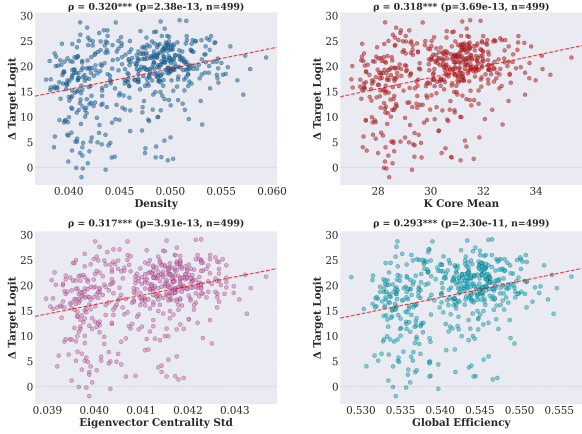 ρ = 0.320*** (p=2.38e-13, n=499)
30
25
20
15
10
5
0
Δ Target Logit
0.040 0.045 0.050 0.055 0.060
Density
ρ = 0.318*** (p=3.69e-13, n=499)
30
25
20
15
10
5
0
Δ Target Logit
28 30 32 34
K Core Mean
ρ = 0.317*** (p=3.91e-13, n=499)
30
25
20
15
10
5
0
Δ Target Logit
0.039 0.040 0.041 0.042 0.043
Eigenvector Centrality Std
ρ = 0.293*** (p=2.30e-11, n=499)
30
25
20
15
10
5
0
Δ Target Logit
0.530 0.535 0.540 0.545 0.550 0.555
Global Efficiency